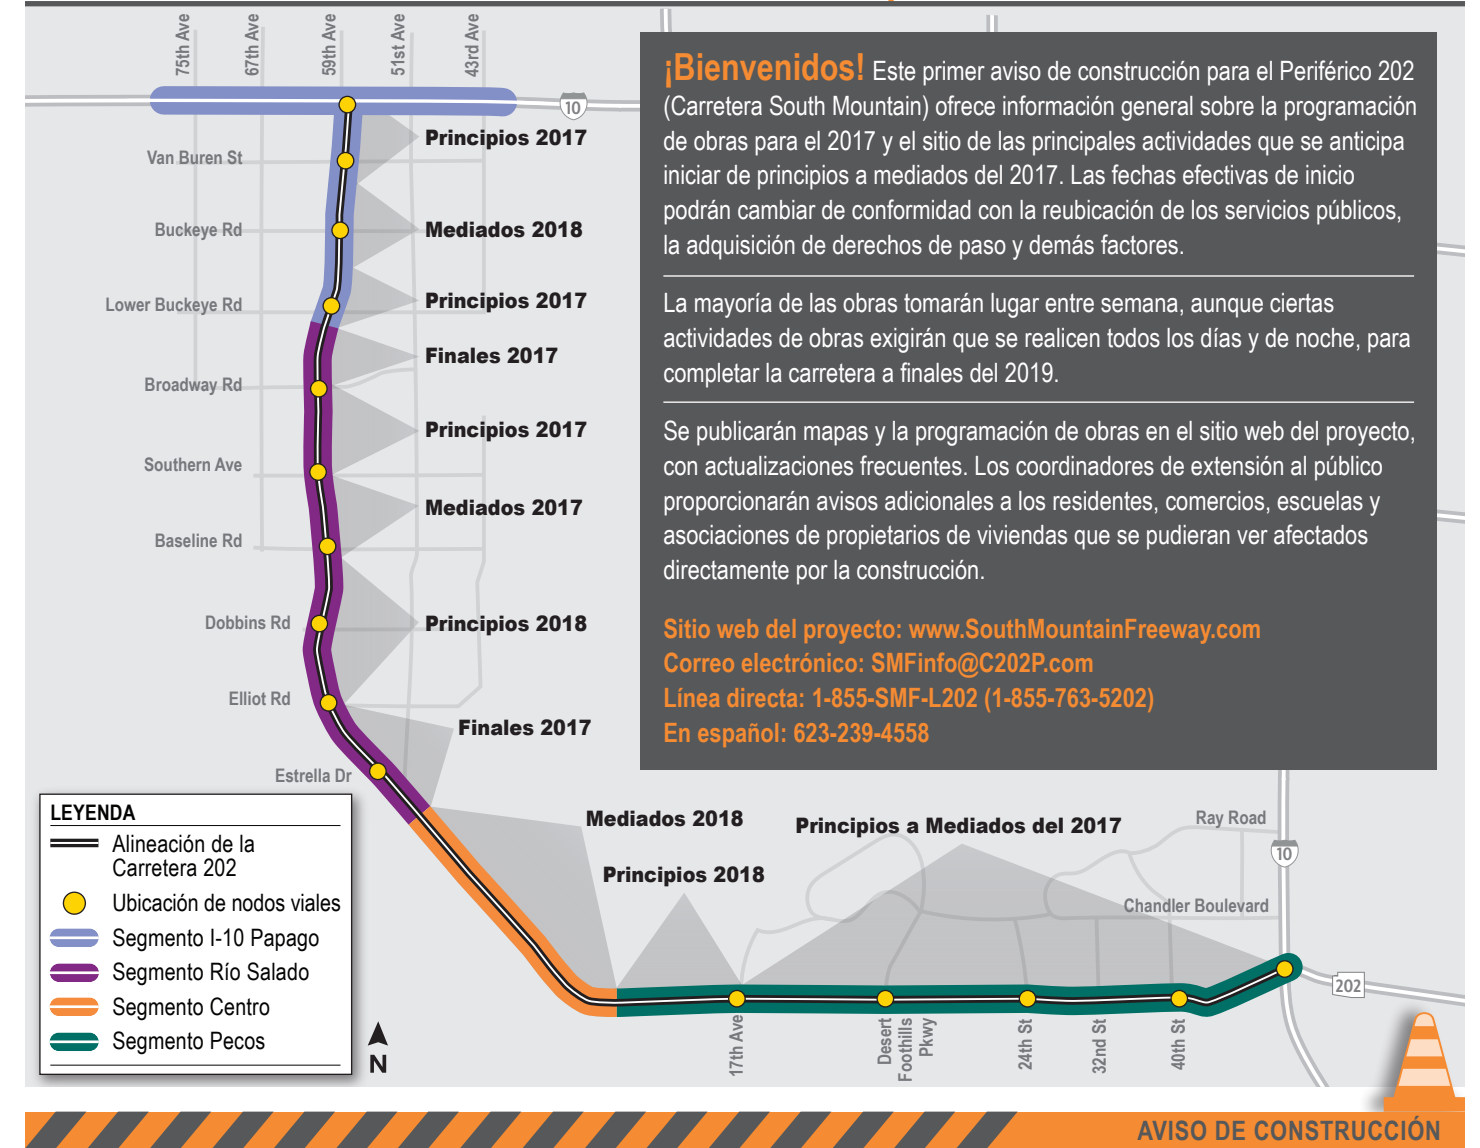 75th Ave
67th Ave
59th Ave
51st Ave
43rd Ave
10
¡Bienvenidos! Este primer aviso de construcción para el Periférico 202
(Carretera South Mountain) ofrece información general sobre la programación
de obras para el 2017 y el sitio de las principales actividades que se anticipa
iniciar de principios a mediados del 2017. Las fechas efectivas de inicio
podrán cambiar de conformidad con la reubicación de los servicios públicos,
la adquisición de derechos de paso y demás factores.
La mayoría de las obras tomarán lugar entre semana, aunque ciertas
actividades de obras exigirán que se realicen todos los días y de noche, para
completar la carretera a finales del 2019.
Se publicarán mapas y la programación de obras en el sitio web del proyecto,
con actualizaciones frecuentes. Los coordinadores de extensión al público
proporcionarán avisos adicionales a los residentes, comercios, escuelas y
asociaciones de propietarios de viviendas que se pudieran ver afectados
directamente por la construcción.
Sitio web del proyecto: www.SouthMountainFreeway.com
Correo electrónico: SMFinfo@C202P.com
Línea directa: 1-855-SMF-L202 (1-855-763-5202)
En español: 623-239-4558
Principios 2017
Van Buren St
Buckeye Rd
Mediados 2018
Lower Buckeye Rd
Principios 2017
Finales 2017
Broadway Rd
Principios 2017
Southern Ave
Mediados 2017
Baseline Rd
Dobbins Rd
Principios 2018
Elliot Rd
Finales 2017
Estrella Dr
Mediados 2018
Principios 2018
Principios a Mediados del 2017
Ray Road
10
Chandler Boulevard
202
17th Ave
Desert
Foothills
Pkwy
24th St
32nd St
40th St
LEYENDA
Alineación de la
Carretera 202
Ubicación de nodos viales
Segmento I-10 Papago
Segmento Río Salado
Segmento Centro
Segmento Pecos
N
AVISO DE CONSTRUCCIÓN